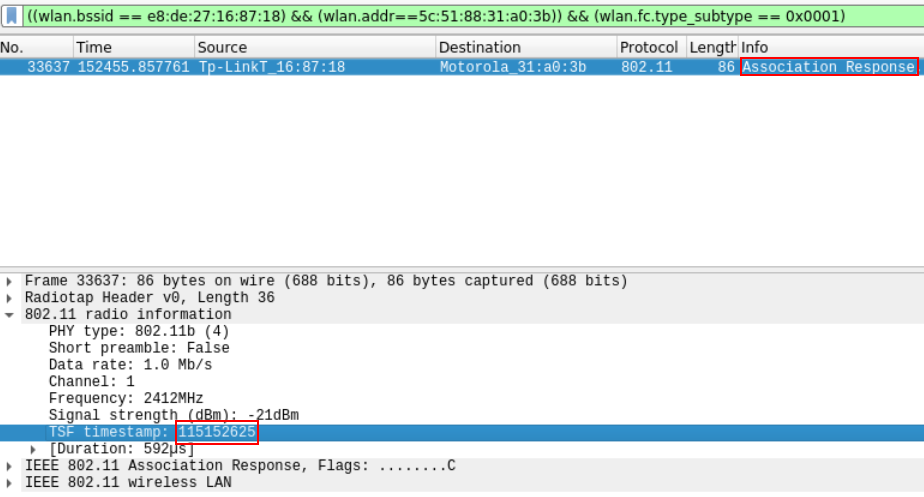 ((wlan.bssid == e8:de:27:16:87:18) && (wlan.addr==5c:51:88:31:a0:3b)) && (wlan.fc.type_subtype == 0x0001)
No. Time Source Destination Protocol Length Info
33637 152455.857761 Tp-LinkT_16:87:18 Motorola_31:a0:3b 802.11 86 Association Response
Frame 33637: 86 bytes on wire (688 bits), 86 bytes captured (688 bits)
Radiotap Header v0, Length 36
802.11 radio information
PHY type: 802.11b (4)
Short preamble: False
Data rate: 1.0 Mb/s
Channel: 1
Frequency: 2412MHz
Signal strength (dBm): -21dBm
TSF timestamp: 115152625
[Duration: 592µs]
IEEE 802.11 Association Response, Flags: ........C
IEEE 802.11 wireless LAN